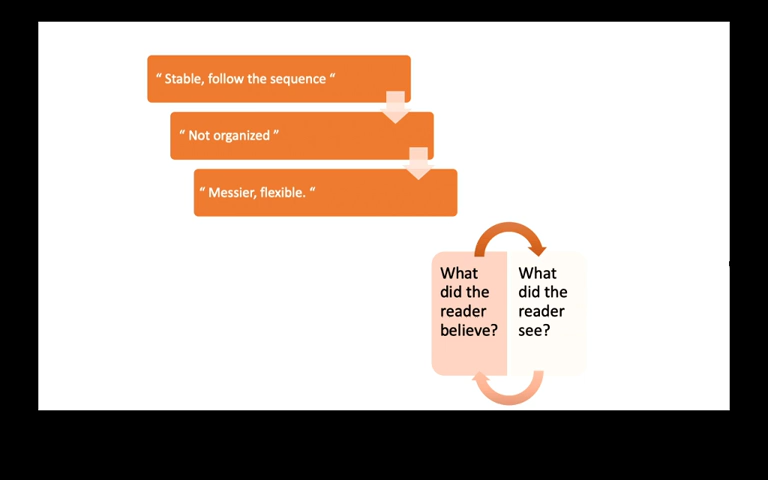 “ Stable, follow the sequence “
“ Not organized ”
“ Messier, flexible. “
What
did the
reader
believe?
What
did the
reader
see?